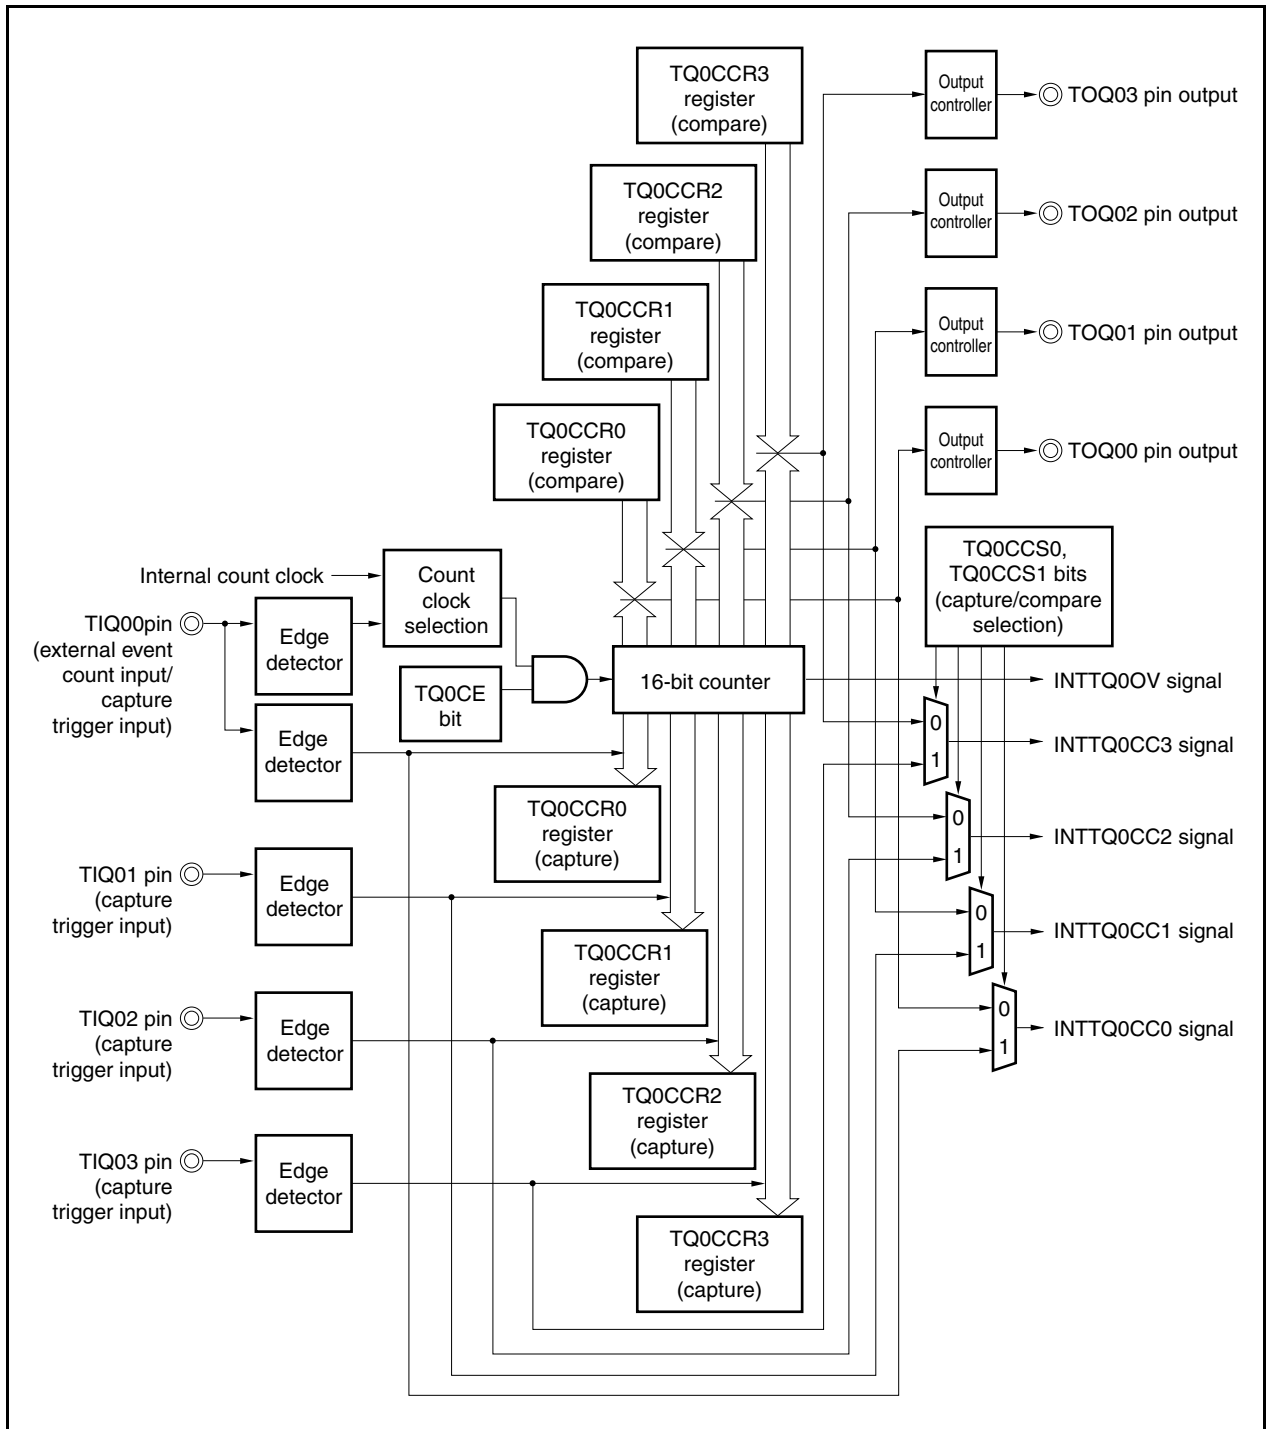 TQ0CCR3
register
(compare)
Output
controller
TOQ03 pin output
TQ0CCR2
register
(compare)
Output
controller
TOQ02 pin output
TQ0CCR1
register
(compare)
Output
controller
TOQ01 pin output
TQ0CCR0
register
(compare)
Output
controller
TOQ00 pin output
TQ0CCS0,
TQ0CCS1 bits
(capture/compare
selection)
Internal count clock
Count
clock
selection
TIQ00pin
(external event
count input/
capture
trigger input)
Edge
detector
TQ0CE
bit
16-bit counter
INTTQ0OV signal
Edge
detector
0
1
INTTQ0CC3 signal
TQ0CCR0
register
(capture)
0
1
INTTQ0CC2 signal
TIQ01 pin
(capture
trigger input)
Edge
detector
0
1
INTTQ0CC1 signal
TQ0CCR1
register
(capture)
0
1
INTTQ0CC0 signal
TIQ02 pin
(capture
trigger input)
Edge
detector
TQ0CCR2
register
(capture)
TIQ03 pin
(capture
trigger input)
Edge
detector
TQ0CCR3
register
(capture)